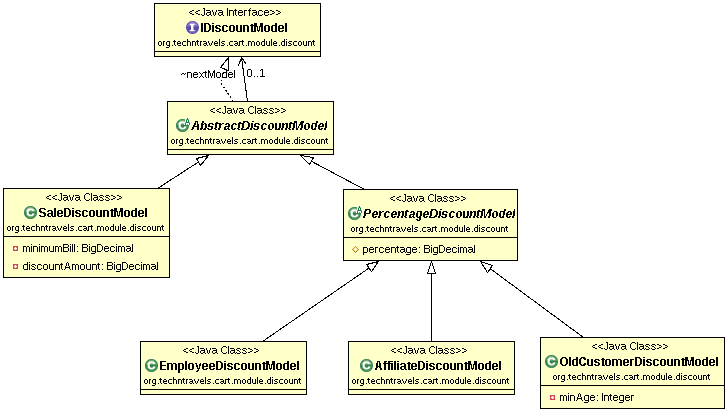 <<Java Interface>>
IDiscountModel
org.techntravels.cart.module.discount
~nextModel 0..1
<<Java Class>>
AbstractDiscountModel
org.techntravels.cart.module.discount
<<Java Class>>
SaleDiscountModel
org.techntravels.cart.module.discount
minimumBill: BigDecimal
discountAmount: BigDecimal
<<Java Class>>
PercentageDiscountModel
org.techntravels.cart.module.discount
percentage: BigDecimal
<<Java Class>>
EmployeeDiscountModel
org.techntravels.cart.module.discount
<<Java Class>>
AffiliateDiscountModel
org.techntravels.cart.module.discount
<<Java Class>>
OldCustomerDiscountModel
org.techntravels.cart.module.discount
minAge: Integer